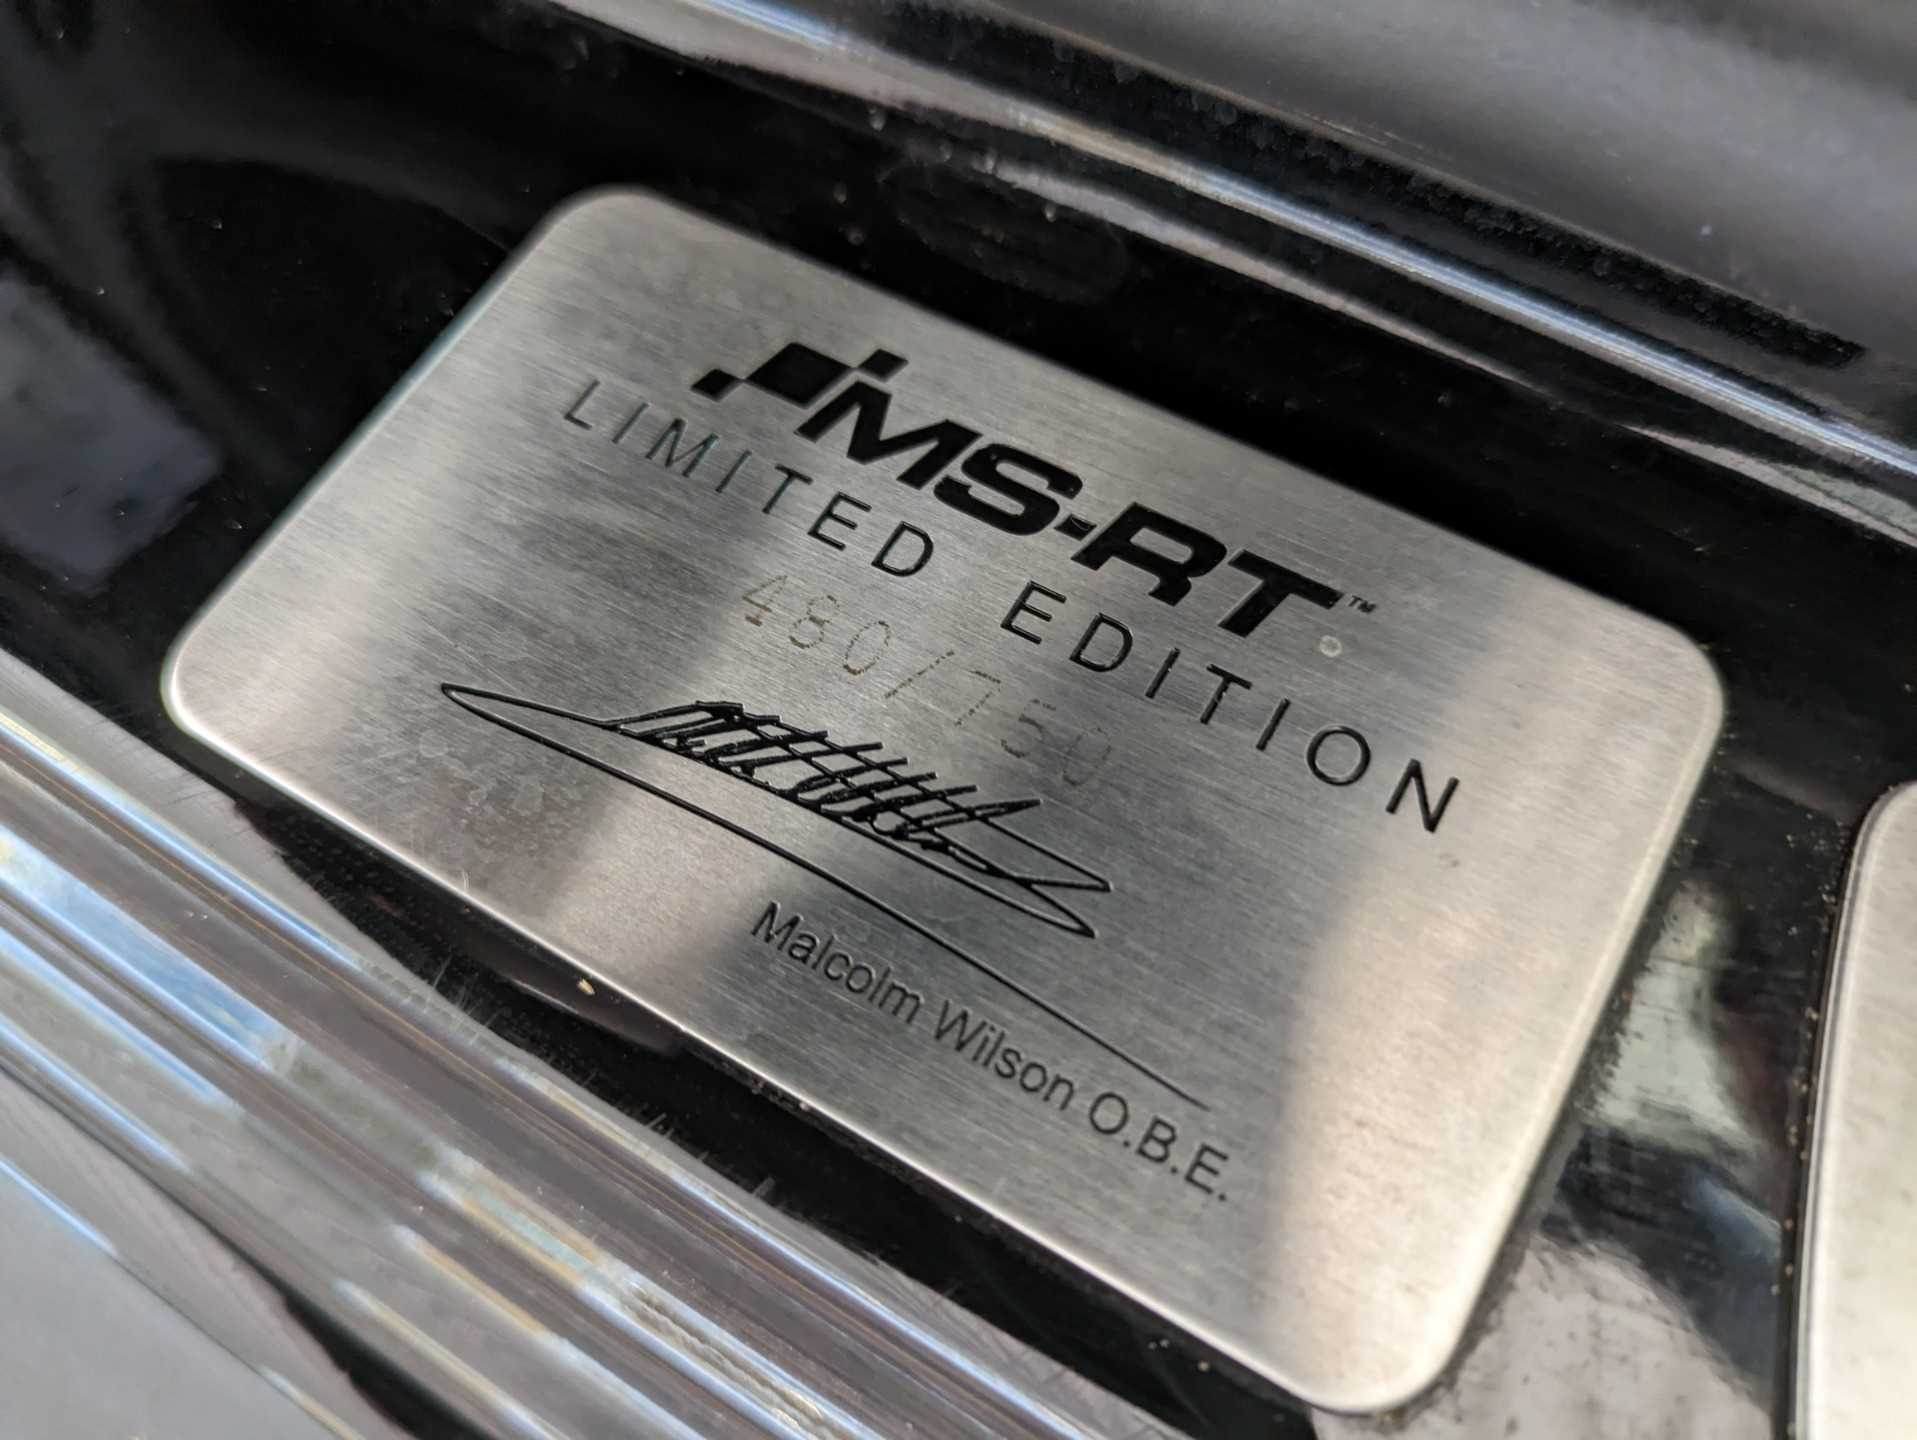 MS-RT™
LIMITED EDITION
480/750
Malcolm Wilson O.B.E.